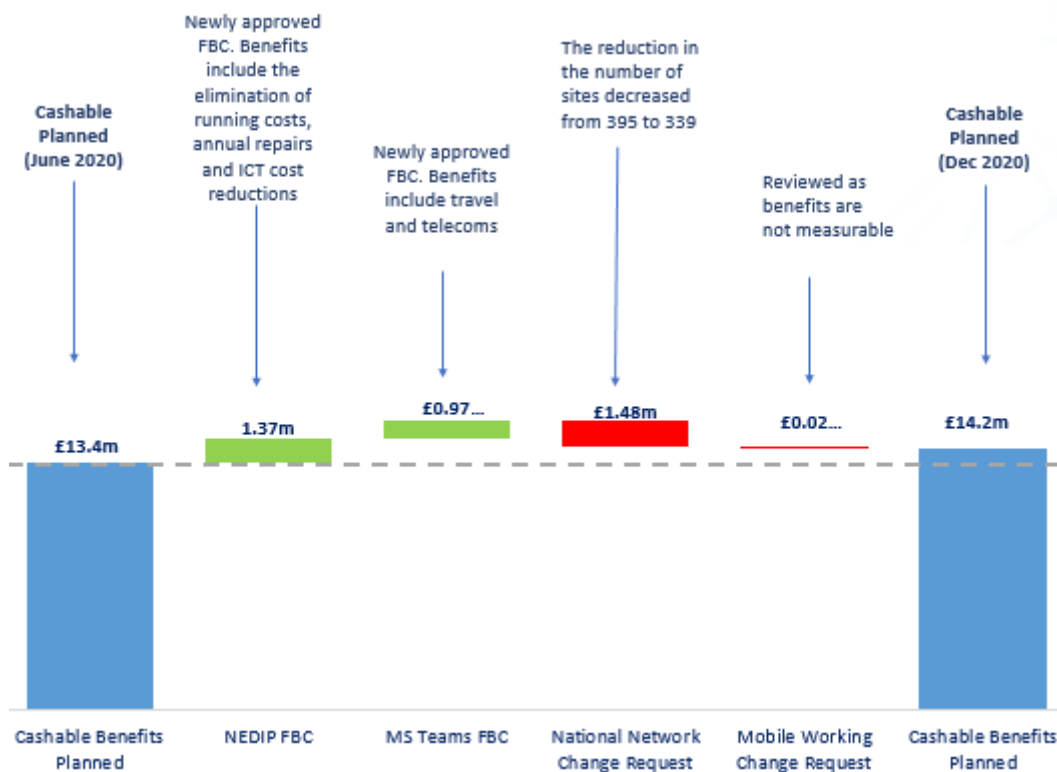 Cashable
Planned
(June 2020)
Newly approved
FBC. Benefits
include the
elimination of
running costs,
annual repairs
and ICT cost
reductions
Newly approved
FBC. Benefits
include travel
and telecoms
The reduction in
the number of
sites decreased
from 395 to 339
Reviewed as
benefits are
not measurable
Cashable
Planned
(Dec 2020)
£13.4m
1.37m
£0.97...
£1.48m
£0.02...
£14.2m
Cashable Benefits
Planned
NEDIP FBC
MS Teams FBC
National Network
Change Request
Mobile Working
Change Request
Cashable Benefits
Planned